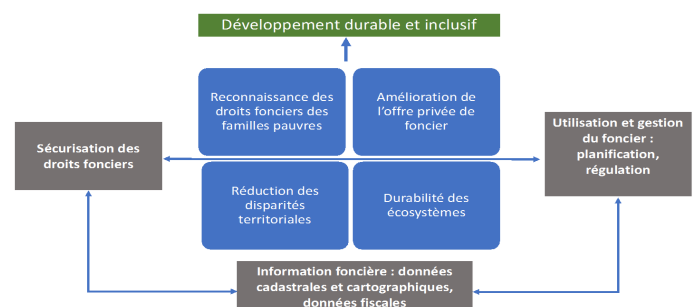 Développement durable et inclusif
Reconnaissance des
droits fonciers des
familles pauvres
Amélioration de
l'offre privée de
foncier
Sécurisation des
droits fonciers
Utilisation et gestion
du foncier :
planification,
régulation
Réduction des
disparités
territoriales
Durabilité des
écosystèmes
Information foncière : données
cadastrales et cartographiques,
données fiscales